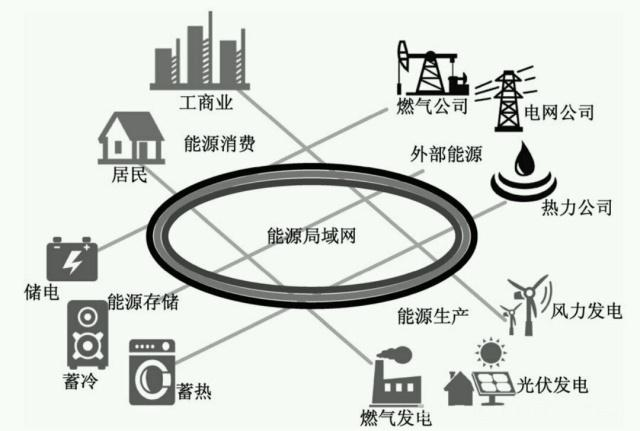 工商业
燃气公司
电网公司
能源消费
外部能源
居民
热力公司
能源局域网
储电
能源存储
能源生产
风力发电
蓄冷
蓄热
光伏发电
燃气发电